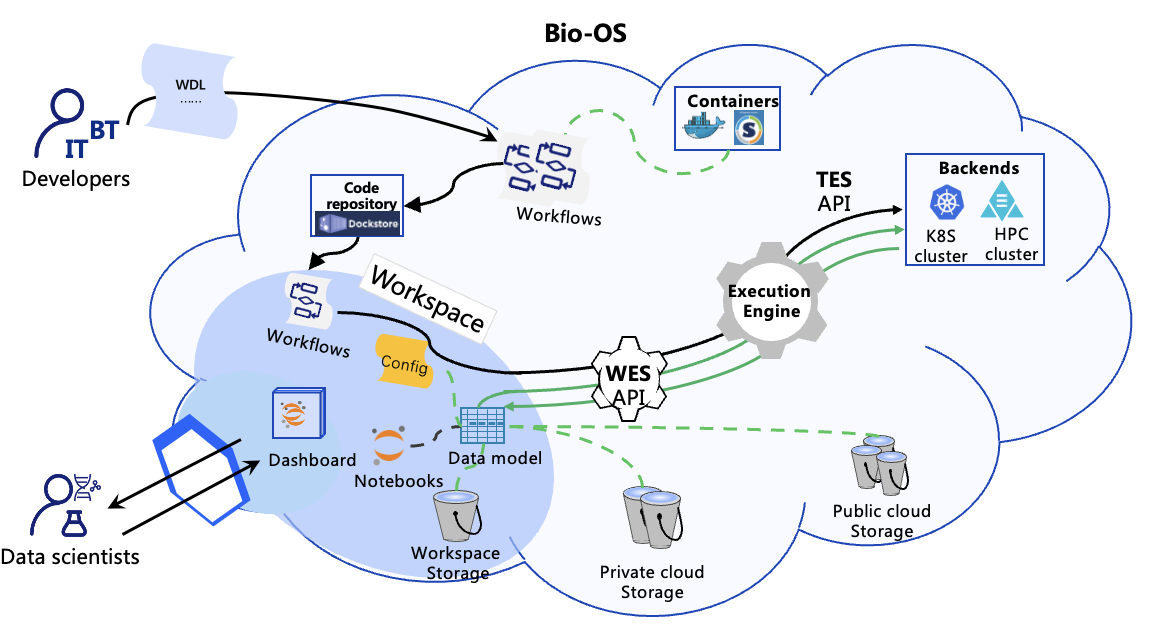 Bio-OS
WDL
......
BT
IT
Developers
Containers
S
Workflows
Code
repository
Dockstore
TES
API
Backends
K8S
cluster
HPC
cluster
Workspace
Workflows
Config
Execution
Engine
WES
API
Dashboard
Notebooks
Data model
Workspace
Storage
Private cloud
Storage
Public cloud
Storage
Data scientists